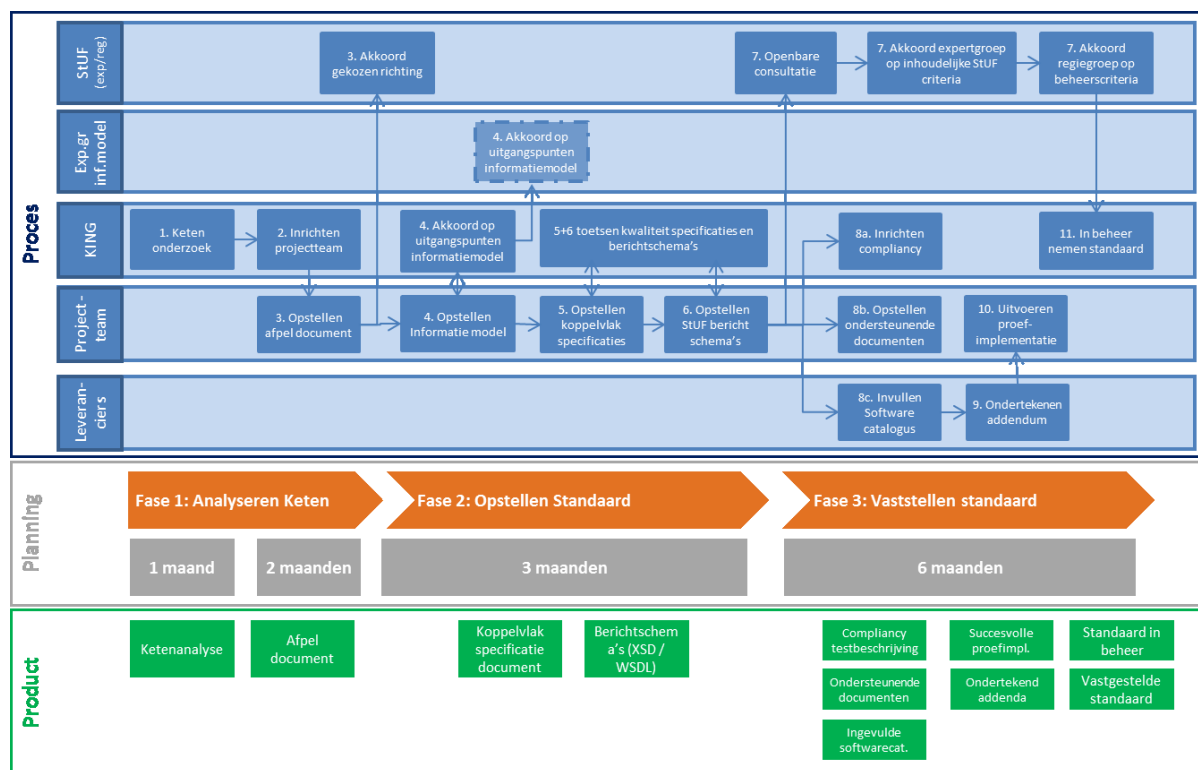 Proces
StUF
(exp/reg)
3. Akkoord
gekozen richting
7. Openbare
consultatie
7. Akkoord expertgroep
op inhoudelijke StUF
criteria
7. Akkoord
regiegroep op
beheerscriteria
Exp.gr
inf.model
4. Akkoord op
uitgangspunten
informatiemodel
KING
1. Keten
onderzoek
2. Inrichten
projectteam
4. Akkoord op
uitgangspunten
informatiemodel
5+6 toetsen kwaliteit specificaties en
berichtschema's
8a. Inrichten
compliancy
11. In beheer
nemen standaard
Project-
team
3. Opstellen
afpel document
4. Opstellen
Informatie model
5. Opstellen
koppelvlak
specificaties
6. Opstellen
StUF bericht
schema's
8b. Opstellen
ondersteunende
documenten
10. Uitvoeren
proef-
implementatie
Leveran-
ciers
8c. Invullen
Software
catalogus
9. Ondertekenen
addendum
Planning
Fase 1: Analyseren Keten
Fase 2: Opstellen Standaard
Fase 3: Vaststellen standaard
1 maand
2 maanden
3 maanden
6 maanden
Product
Ketenanalyse
Afpel
document
Koppelvlak
specificatie
document
Berichtschem
a's (XSD /
WSDL)
Compliancy
testbeschrijving
Succesvolle
proefimpl.
Standaard in
beheer
Ondersteunende
documenten
Ondertekend
addenda
Vastgestelde
standaard
Ingevulde
softwarecat.